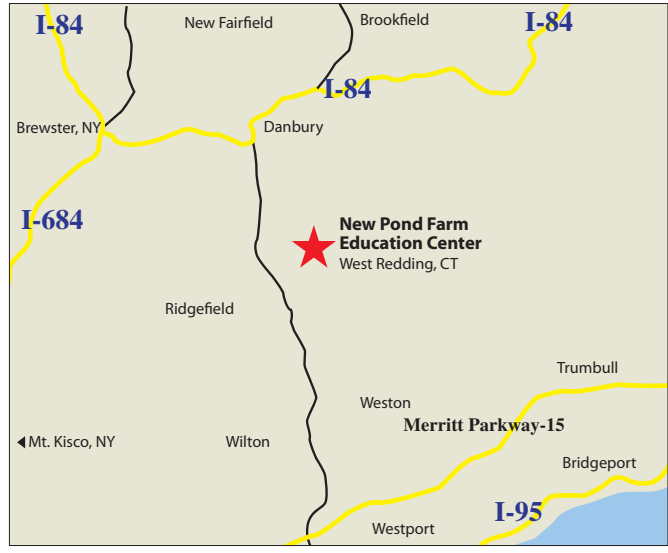 I-84
New Fairfield
Brookfield
I-84
I-84
Brewster, NY
Danbury
I-684
New Pond Farm
Education Center
West Redding, CT
Ridgefield
Trumbull
Weston
Merritt Parkway-15
Mt. Kisco, NY
Wilton
Bridgeport
I-95
Westport